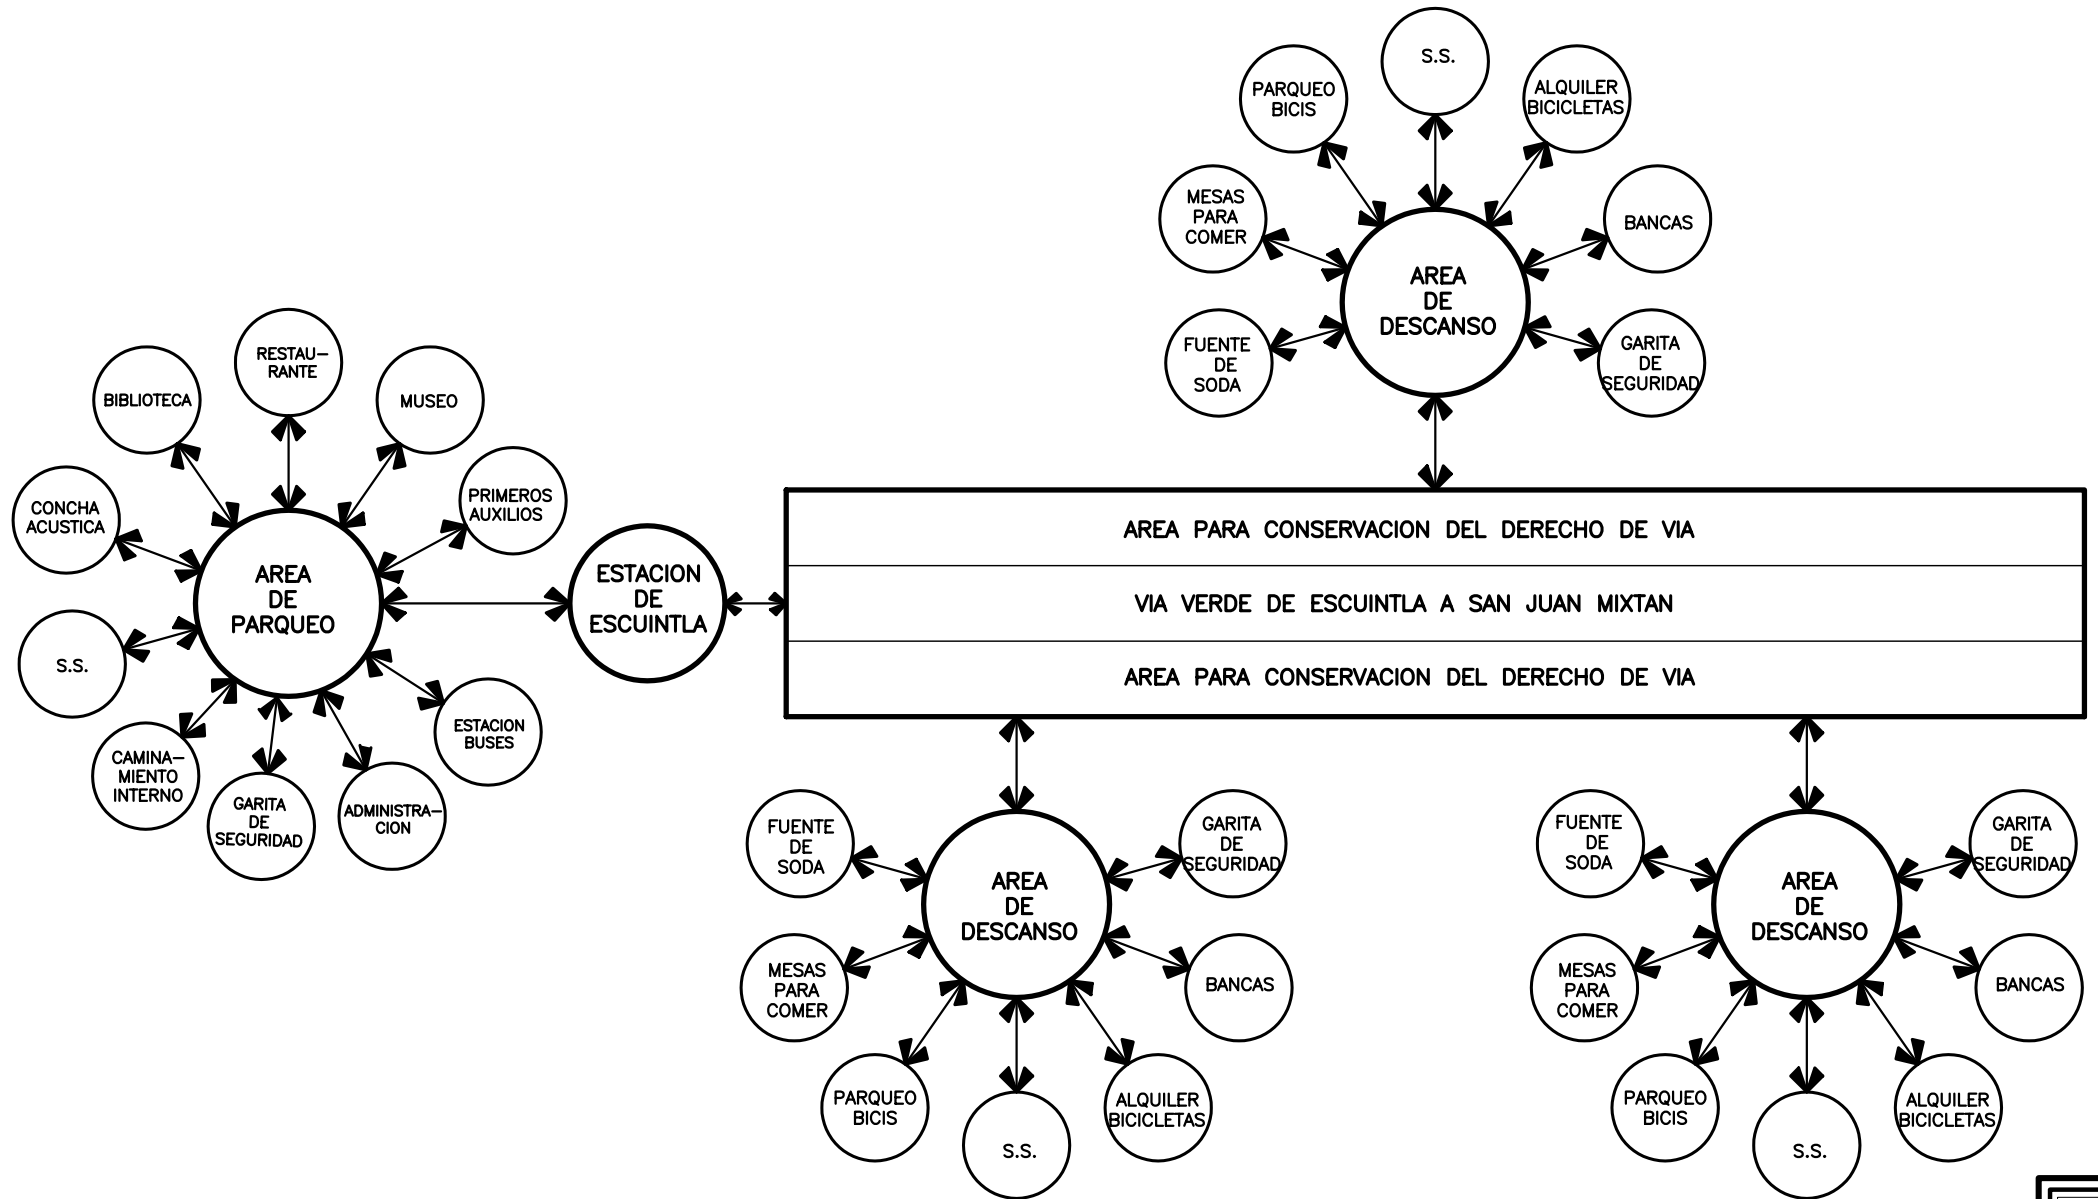 S.S.
PARQUEO
BICIS
ALQUILER
BICICLETAS
MESAS
PARA
COMER
BANCAS
AREA
DE
DESCANSO
FUENTE
DE
SODA
GARITA
DE
SEGURIDAD
RESTAU-
RANTE
BIBLIOTECA
MUSEO
CONCHA
ACUSTICA
PRIMEROS
AUXILIOS
AREA
DE
PARQUEO
ESTACION
DE
ESCUINTLA
S.S.
CAMINA-
MIENTO
INTERNO
GARITA
DE
SEGURIDAD
ADMINISTRA-
CION
ESTACION
BUSES
AREA PARA CONSERVACION DEL DERECHO DE VIA
VIA VERDE DE ESCUINTLA A SAN JUAN MIXTAN
AREA PARA CONSERVACION DEL DERECHO DE VIA
FUENTE
DE
SODA
GARITA
DE
SEGURIDAD
AREA
DE
DESCANSO
MESAS
PARA
COMER
BANCAS
PARQUEO
BICIS
S.S.
ALQUILER
BICICLETAS
FUENTE
DE
SODA
GARITA
DE
SEGURIDAD
AREA
DE
DESCANSO
MESAS
PARA
COMER
BANCAS
PARQUEO
BICIS
S.S.
ALQUILER
BICICLETAS